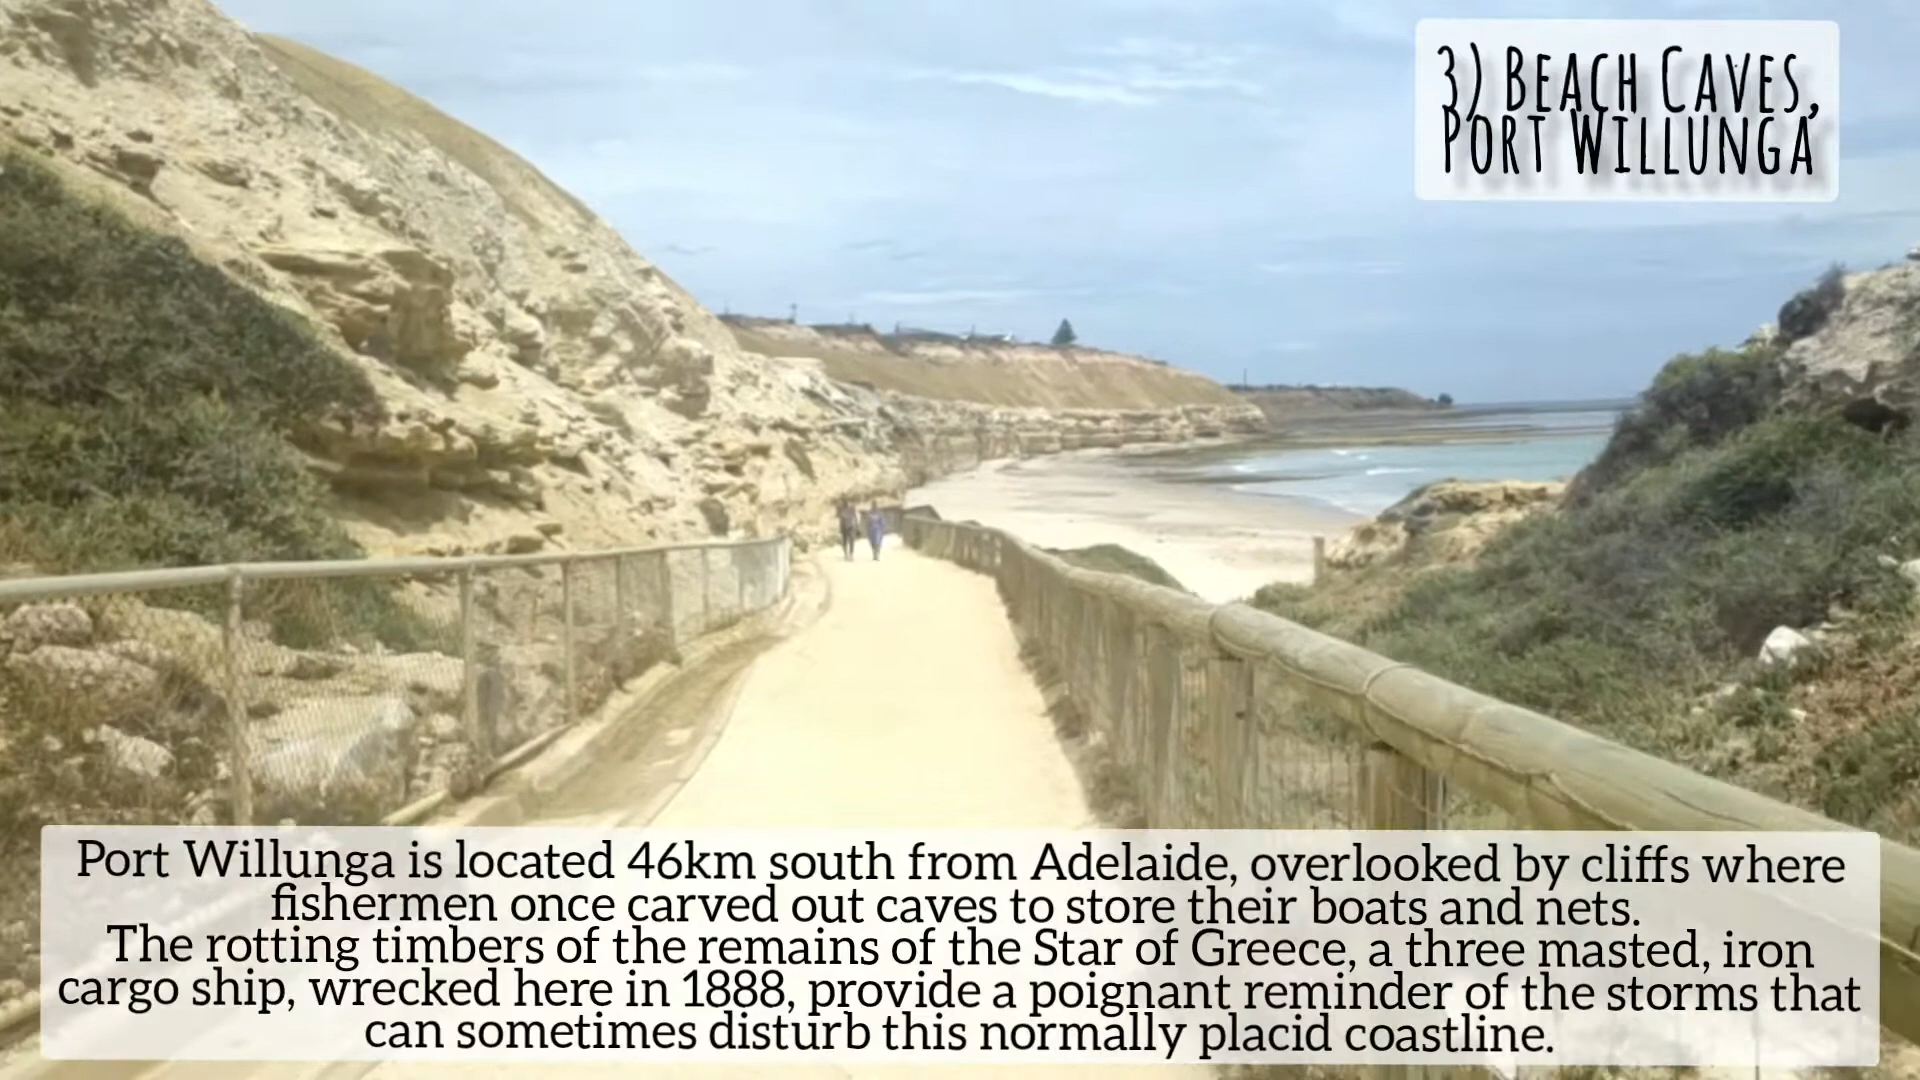 3) Beach Caves,
Port Willunga
Port Willunga is located 46km south from Adelaide, overlooked by cliffs where
fishermen once carved out caves to store their boats and nets.
The rotting timbers of the remains of the Star of Greece, a three masted, iron
cargo ship, wrecked here in 1888, provide a poignant reminder of the storms that
can sometimes disturb this normally placid coastline.